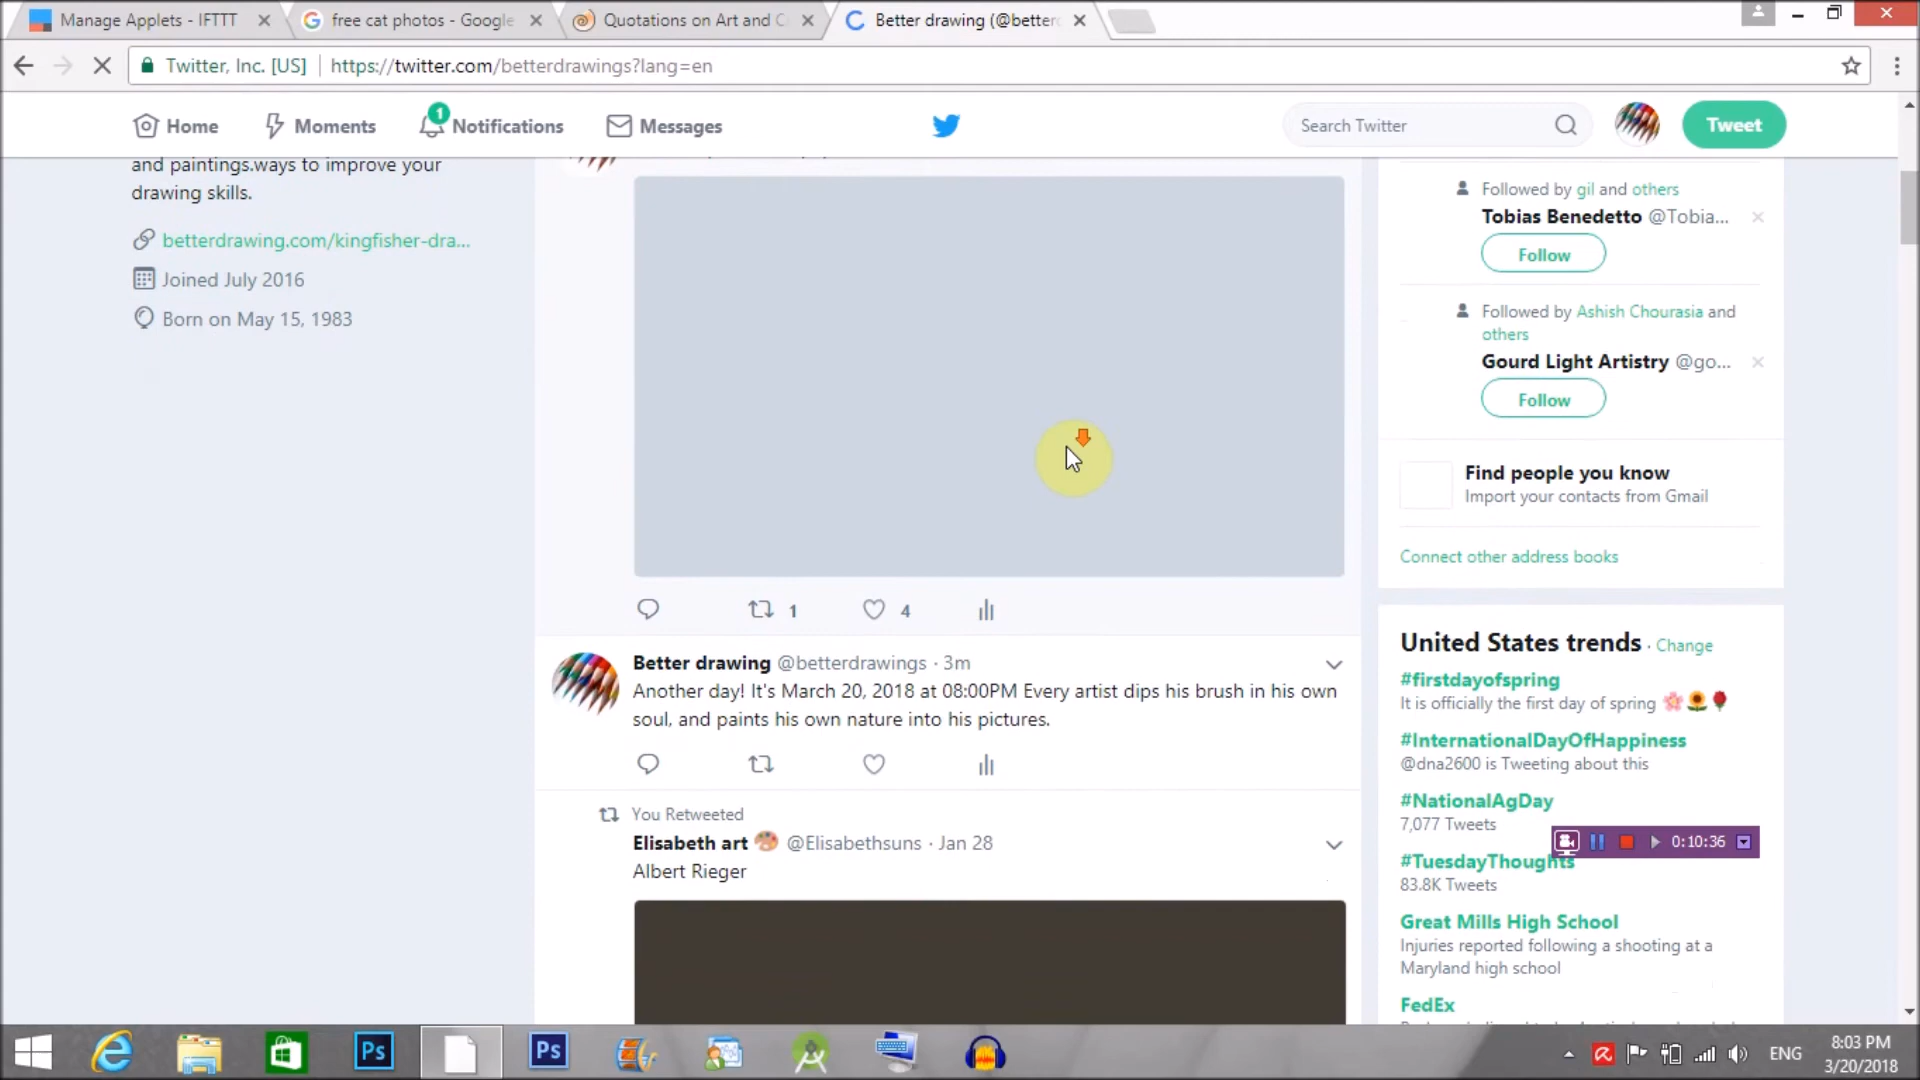 Manage Applets - IFTTT
free cat photos - Google
Quotations on Art and C
Better drawing (@better
Twitter, Inc. [US]
https://twitter.com/betterdrawings?lang=en
Home
Moments
1
Notifications
Messages
Search Twitter
Tweet
and paintings.ways to improve your
drawing skills.
betterdrawing.com/kingfisher-dra...
Joined July 2016
Born on May 15, 1983
1
4
Better drawing @betterdrawings · 3m
Another day! It's March 20, 2018 at 08:00PM Every artist dips his brush in his own
soul, and paints his own nature into his pictures.
You Retweeted
Elisabeth art @Elisabethsuns · Jan 28
Albert Rieger
Followed by gil and others
Tobias Benedetto @Tobia...
Follow
Followed by Ashish Chourasia and
others
Gourd Light Artistry @go...
Follow
Find people you know
Import your contacts from Gmail
Connect other address books
United States trends · Change
#firstdayofspring
It is officially the first day of spring
#InternationalDayOfHappiness
@dna2600 is Tweeting about this
#NationalAgDay
7,077 Tweets
0:10:36
#TuesdayThoughts
83.8K Tweets
Great Mills High School
Injuries reported following a shooting at a
Maryland high school
FedEx
Ps
Ps
ENG
8:03 PM
3/20/2018